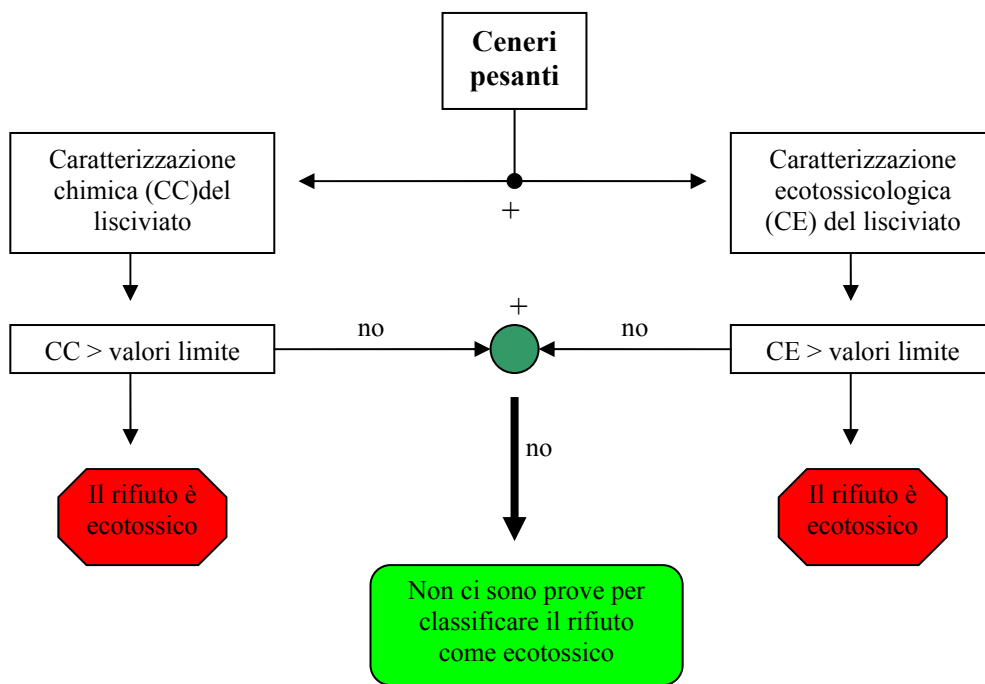 Ceneri
pesanti
Caratterizzazione
chimica (CC)del
lisciviato
+
Caratterizzazione
ecotossicologica
(CE) del lisciviato
CC > valori limite
no
+
no
CE > valori limite
Il rifiuto è
ecotossico
no
Il rifiuto è
ecotossico
Non ci sono prove per
classificare il rifiuto
come ecotossico